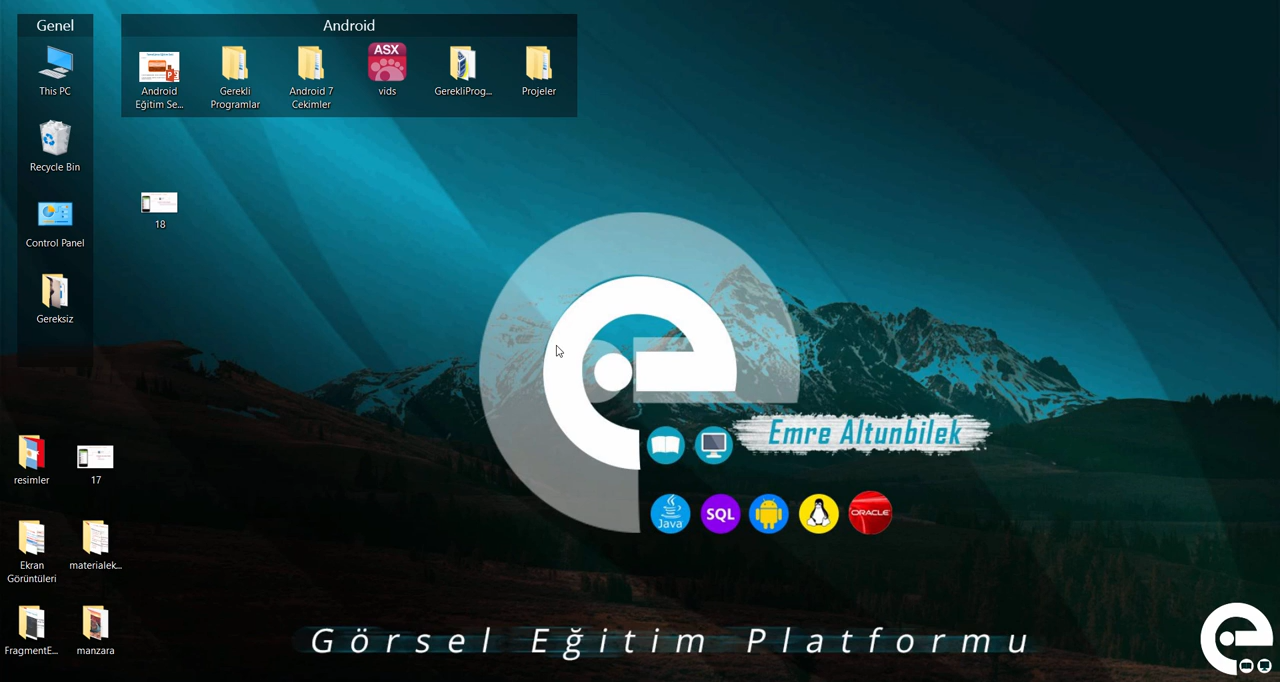 Genel
This PC
Recycle Bin
Control Panel
Gereksiz
Android
Android
Eğitim Se...
Gerekli
Programlar
Android 7
Cekimler
ASX
vids
GerekliProg...
Projeler
18
resimler
17
Ekran
Görüntüleri
materialek...
FragmentE...
manzara
Emre Altunbilek
Java
SQL
ORACLE
Görsel Eğitim Platformu